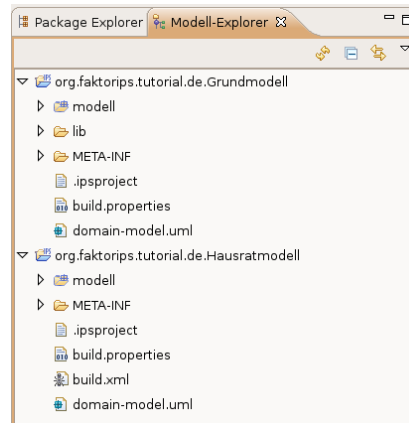 Package Explorer Modell-Explorer
org.faktorips.tutorial.de.Grundmodell
modell
lib
META-INF
.ipsproject
build.properties
domain-model.uml
org.faktorips.tutorial.de.Hausratmodell
modell
META-INF
.ipsproject
build.properties
build.xml
domain-model.uml